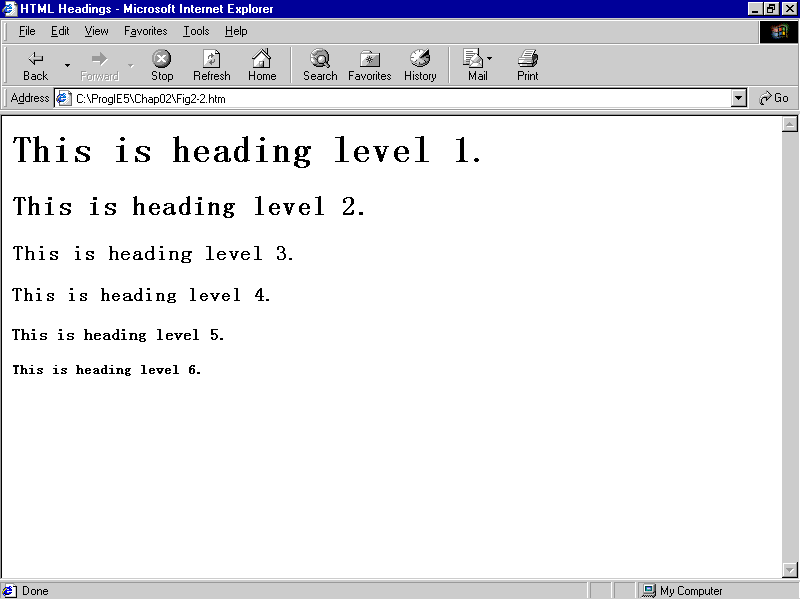 HTML Headings - Microsoft Internet Explorer
File Edit View Favorites Tools Help
Back Forward Stop Refresh Home Search Favorites History Mail Print
Address C:\ProgIE5\Chap02\Fig2-2.htm Go
This is heading level 1.
This is heading level 2.
This is heading level 3.
This is heading level 4.
This is heading level 5.
This is heading level 6.
Done My Computer